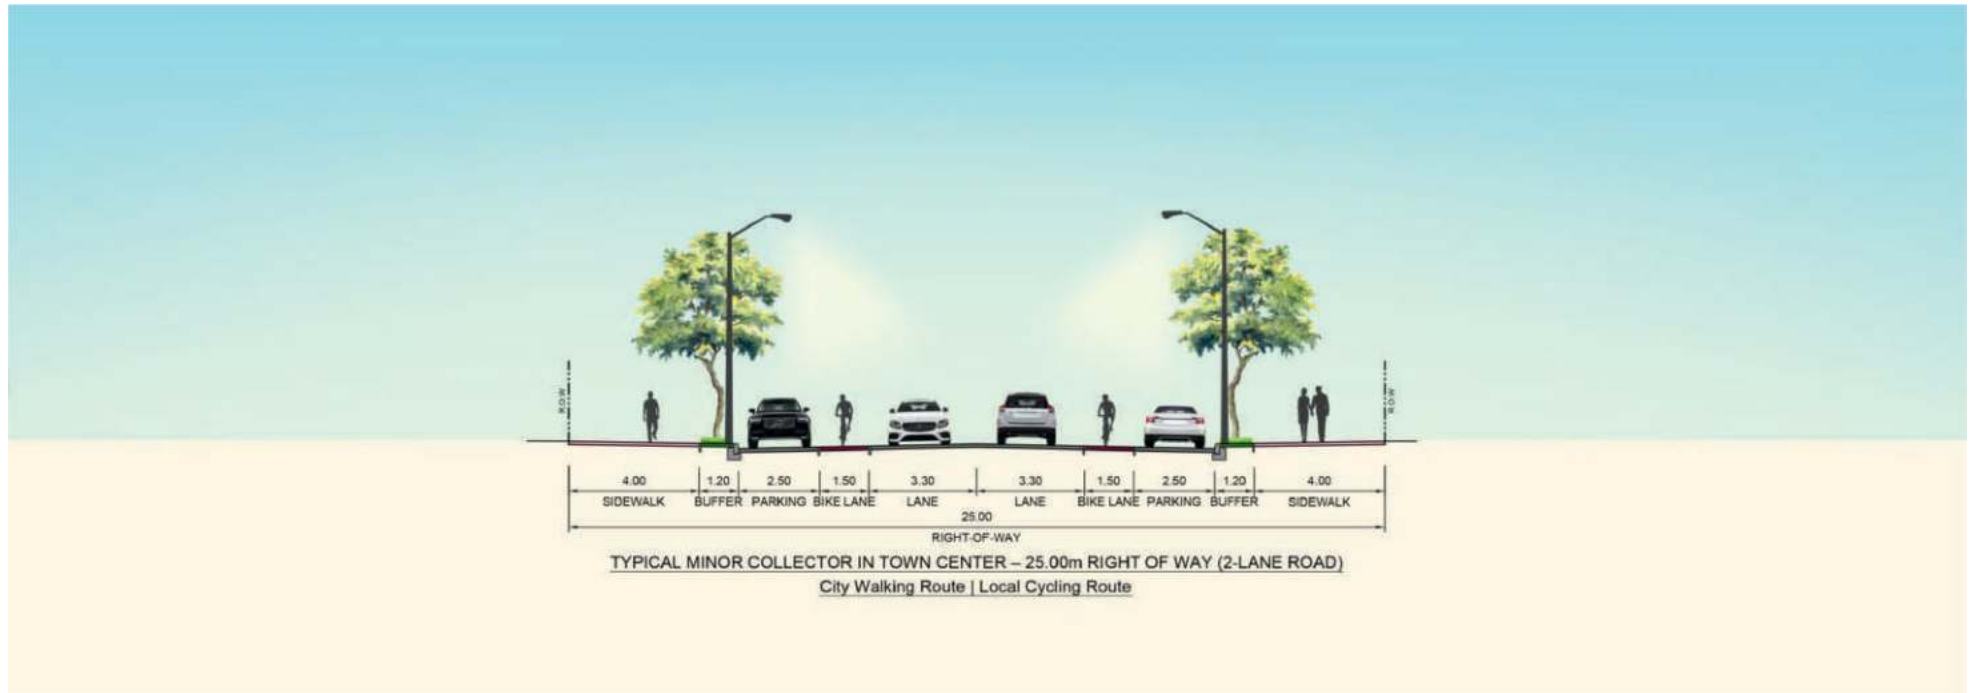 R.O.W
R.O.W
4.00 1.20 2.50 1.50 3.30 3.30 1.50 2.50 1.20 4.00
SIDEWALK BUFFER PARKING BIKE LANE LANE LANE BIKE LANE PARKING BUFFER SIDEWALK
25.00
RIGHT-OF-WAY
TYPICAL MINOR COLLECTOR IN TOWN CENTER – 25.00m RIGHT OF WAY (2-LANE ROAD)
City Walking Route | Local Cycling Route